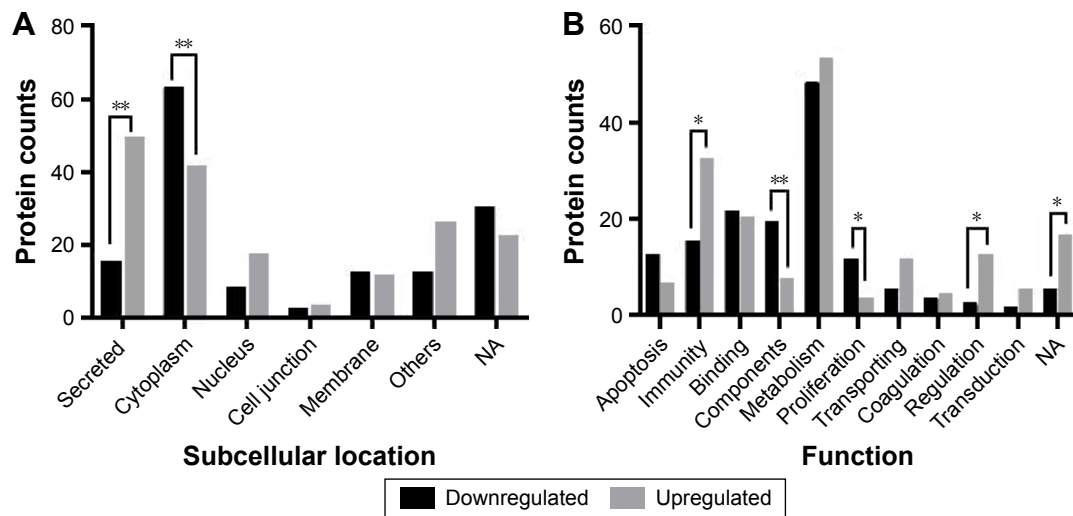 A
Protein counts
80
60
40
20
0
**
**
Secreted
Cytoplasm
Nucleus
Cell junction
Membrane
Others
NA
Subcellular location
B
Protein counts
60
40
20
0
*
**
*
*
*
Apoptosis
Immunity
Binding
Components
Metabolism
Proliferation
Transporting
Coagulation
Regulation
Transduction
NA
Function
Downregulated
Upregulated